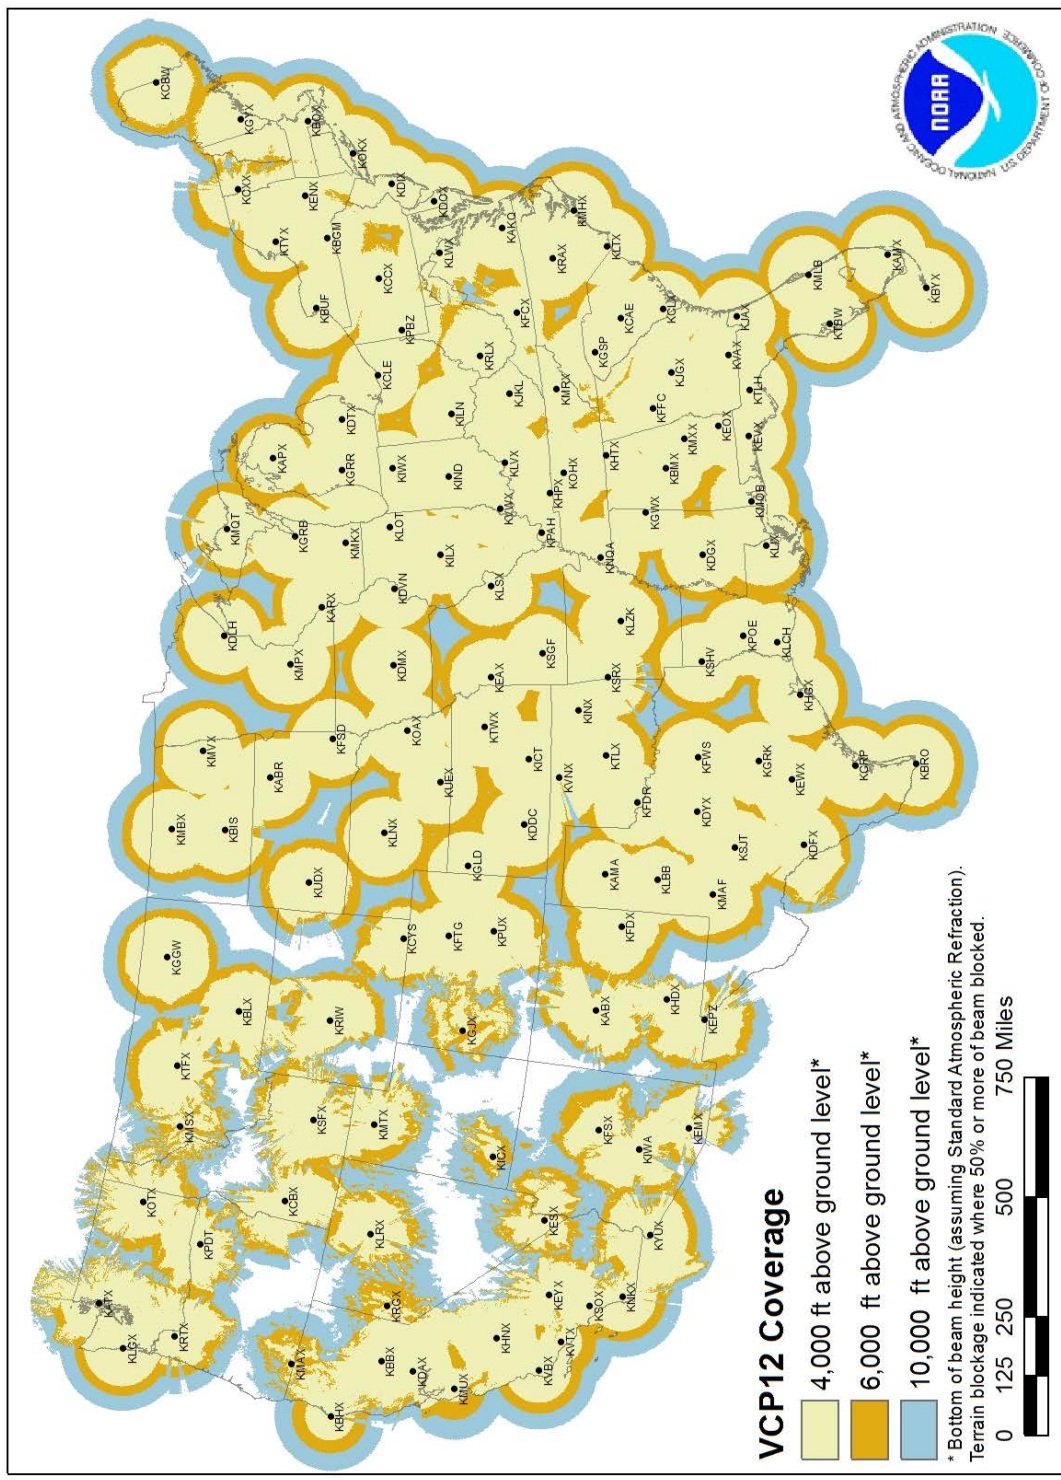 VCP12 Coverage
4,000 ft above ground level*
6,000 ft above ground level*
10,000 ft above ground level*
* Bottom of beam height (assuming Standard Atmospheric Refraction).
Terrain blockage indicated where 50% or more of beam blocked.
0 125 250 500 750 Miles
NATIONAL OCEANIC AND ATMOSPHERIC ADMINISTRATION
U.S. DEPARTMENT OF COMMERCE
NOAA
KLGX
KATX
KRTX
KOTX
KPDT
KMSX
KTFX
KGGW
KBLX
KMBX
KMVX
KBIS
KABR
KUDX
KDLH
KMPX
KMQT
KAPX
KGRB
KCBW
KGYX
KCXX
KTYX
KENX
KBOX
KBGM
KBUF
KOKX
KMAX
KBHX
KCBX
KSFX
KRIW
KFSD
KARX
KMKX
KGRR
KDTX
KRGX
KLRX
KMTX
KLNX
KOAX
KDMX
KDVN
KLOT
KIWX
KCLE
KPBZ
KCCX
KDIX
KDOX
KLWX
KBBX
KDAX
KMUX
KCYS
KFTG
KPUX
KGJX
KICX
KUEX
KGLD
KTWX
KEAX
KLSX
KILX
KIND
KILN
KRLX
KJKL
KLVX
KVWX
KFCX
KAKQ
KHNX
KVBX
KVTX
KEYX
KSOX
KNKX
KESX
KYUX
KFSX
KIWA
KEMX
KABX
KHDX
KEPZ
KFDX
KAMA
KLBB
KMAF
KDDC
KICT
KVNX
KTLX
KINX
KSRX
KSGF
KPAH
KHPX
KOHX
KMRX
KRAX
KMHX
KLTX
KFDR
KFWS
KDYX
KSJT
KGRK
KEWX
KDFX
KCRP
KBRO
KHGX
KLCH
KPOE
KSHV
KLZK
KNQA
KHTX
KGWX
KBMX
KDGX
KMXX
KFFC
KJGX
KGSP
KCAE
KCLX
KEOX
KMOB
KLIX
KEVX
KTLH
KVAX
KJAX
KMLB
KTBW
KAMX
KBYX